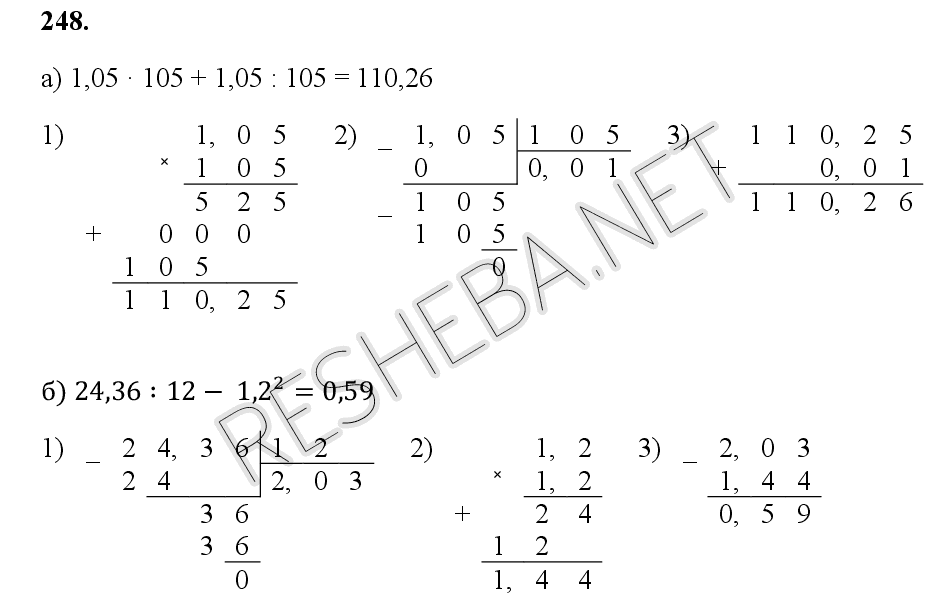 248.
а) 1,05 · 105 + 1,05 : 105 = 110,26
1) 1, 0 5 2) – 1, 0 5 1 0 5 3) 1 1 0, 2 5
× 1 0 5 0 0, 0 1 + 0, 0 1
5 2 5 – 1 0 5 1 1 0, 2 6
+ 0 0 0 1 0 5
1 0 5 0
1 1 0, 2 5
RESHEBA.NET
б) 24,36 : 12 − 1,2² = 0,59
1) – 2 4, 3 6 1 2 2) 1, 2 3) – 2, 0 3
2 4 2, 0 3 × 1, 2 1, 4 4
3 6 + 2 4 0, 5 9
3 6 1 2
0 1, 4 4